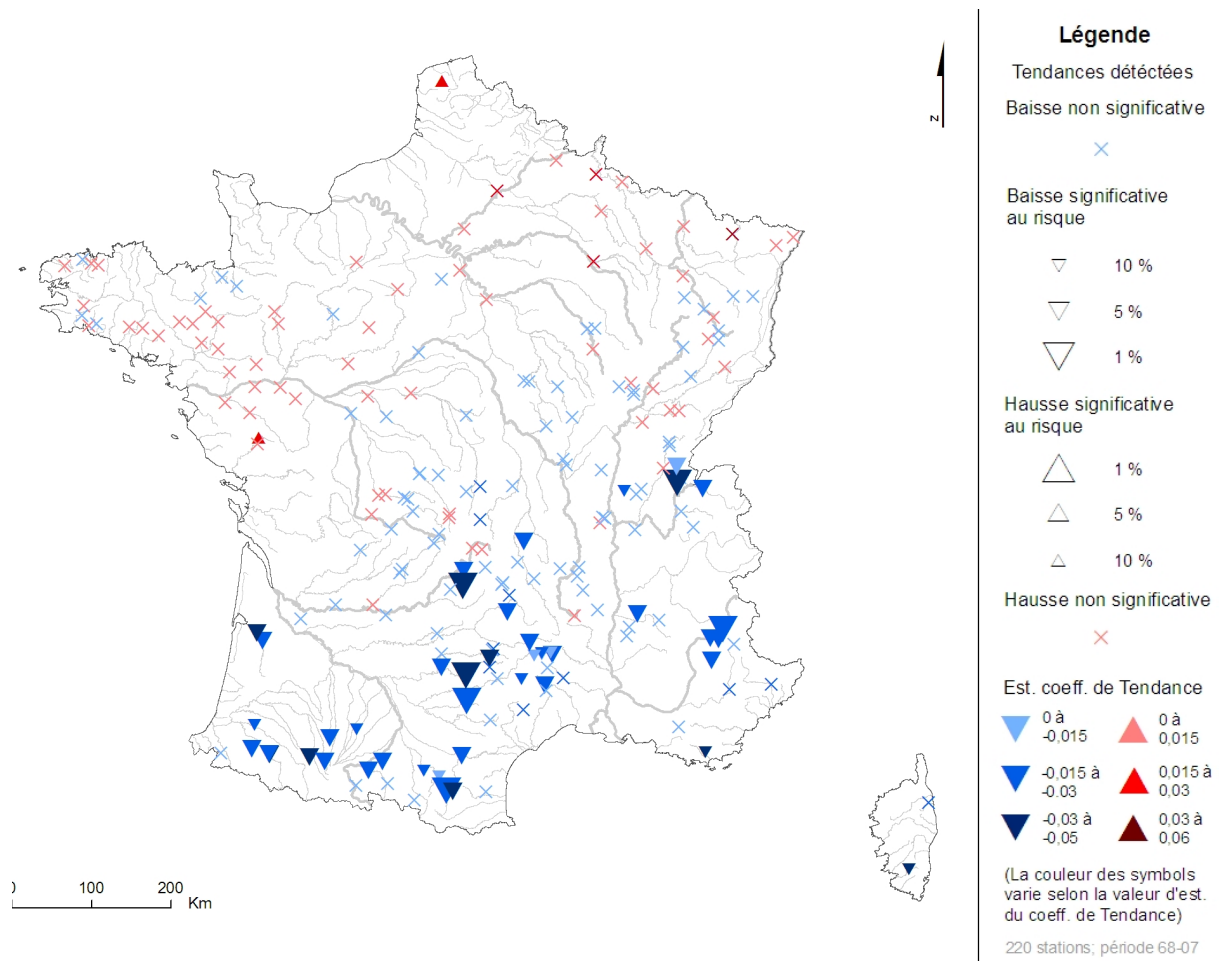 Légende
Tendances détéctées
Baisse non significative
Baisse significative
au risque
10 %
5 %
1 %
Hausse significative
au risque
1 %
5 %
10 %
Hausse non significative
Est. coeff. de Tendance
0 à
-0,015
0 à
0,015
-0,015 à
-0.03
0,015 à
0,03
-0,03 à
-0,05
0,03 à
0,06
(La couleur des symbols
varie selon la valeur d'est.
du coeff. de Tendance)
220 stations; période 68-07
N
0 100 200
Km